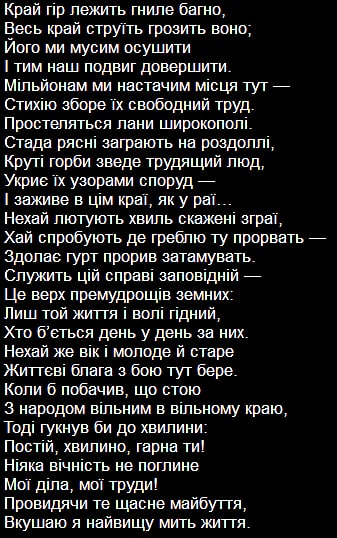 Край гір лежить гниле багно,
Весь край струїть грозить воно;
Його ми мусим осушити
І тим наш подвиг довершити.
Мільйонам ми настачим місця тут —
Стихію зборе їх свободний труд.
Простеляться лани широкополі.
Стада рясні заграють на роздоллі,
Круті горби зведе трудящий люд,
Укриє їх узорами споруд —
І заживе в цім краї, як у раї…
Нехай лютують хвиль скажені зграї,
Хай спробують де греблю ту прорвать —
Здолає гурт прорив затамувать.
Служить цій справі заповідній —
Це верх премудрощів земних:
Лиш той життя і волі гідний,
Хто б’ється день у день за них.
Нехай же вік і молоде й старе
Життєві блага з бою тут бере.
Коли б побачив, що стою
З народом вільним в вільному краю,
Тоді гукнув би до хвилини:
Постій, хвилино, гарна ти!
Ніяка вічність не поглине
Мої діла, мої труди!
Провидячи те щасне майбуття,
Вкушаю я найвищу мить життя.